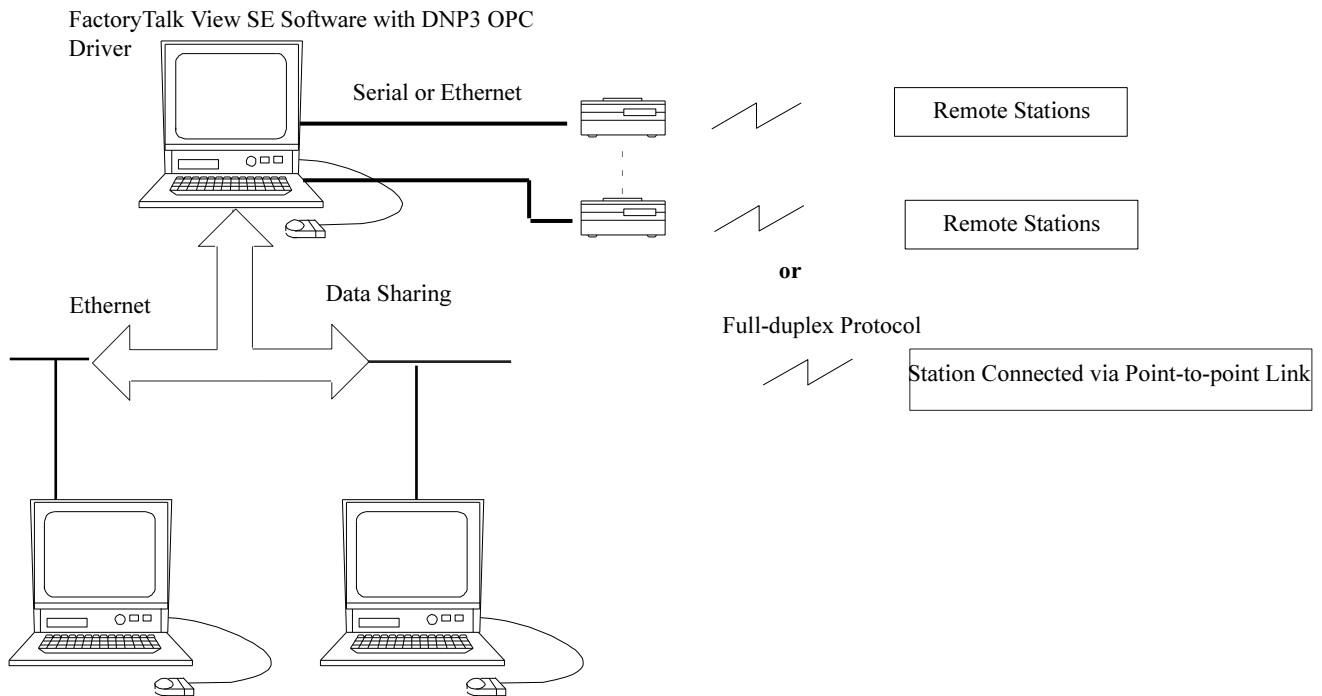 FactoryTalk View SE Software with DNP3 OPC
Driver
Serial or Ethernet
Remote Stations
Remote Stations
or
Ethernet
Data Sharing
Full-duplex Protocol
Station Connected via Point-to-point Link